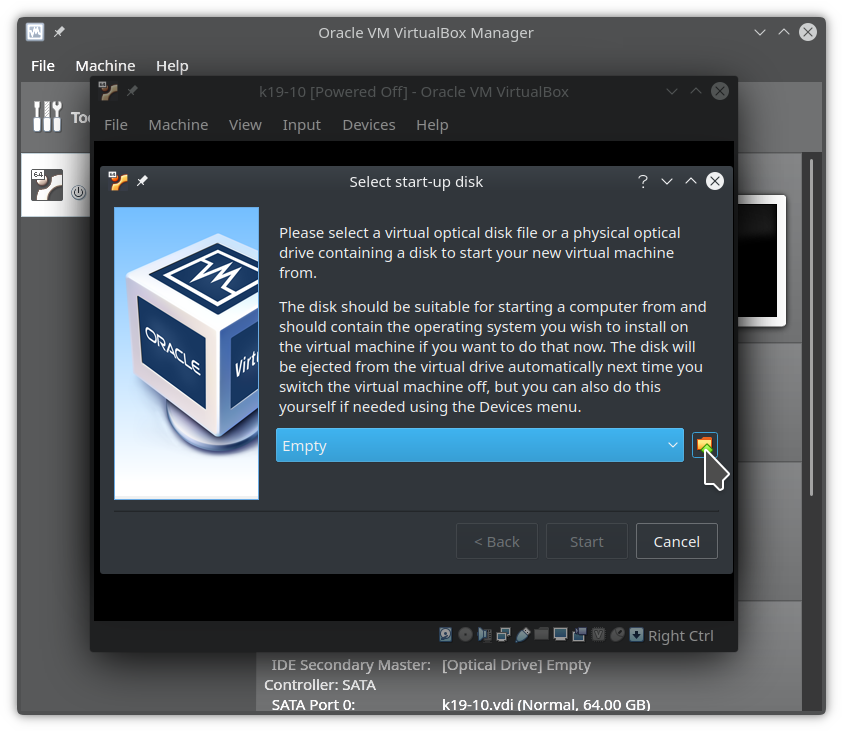 Oracle VM VirtualBox Manager
File Machine Help
k19-10 [Powered Off] - Oracle VM VirtualBox
File Machine View Input Devices Help
64
Select start-up disk
Please select a virtual optical disk file or a physical optical
drive containing a disk to start your new virtual machine
from.
The disk should be suitable for starting a computer from and
should contain the operating system you wish to install on
the virtual machine if you want to do that now. The disk will
be ejected from the virtual drive automatically next time you
switch the virtual machine off, but you can also do this
yourself if needed using the Devices menu.
ORACLE
Empty
< Back Start Cancel
Right Ctrl
IDE Secondary Master: [Optical Drive] Empty
Controller: SATA
SATA Port 0: k19-10.vdi (Normal, 64.00 GB)